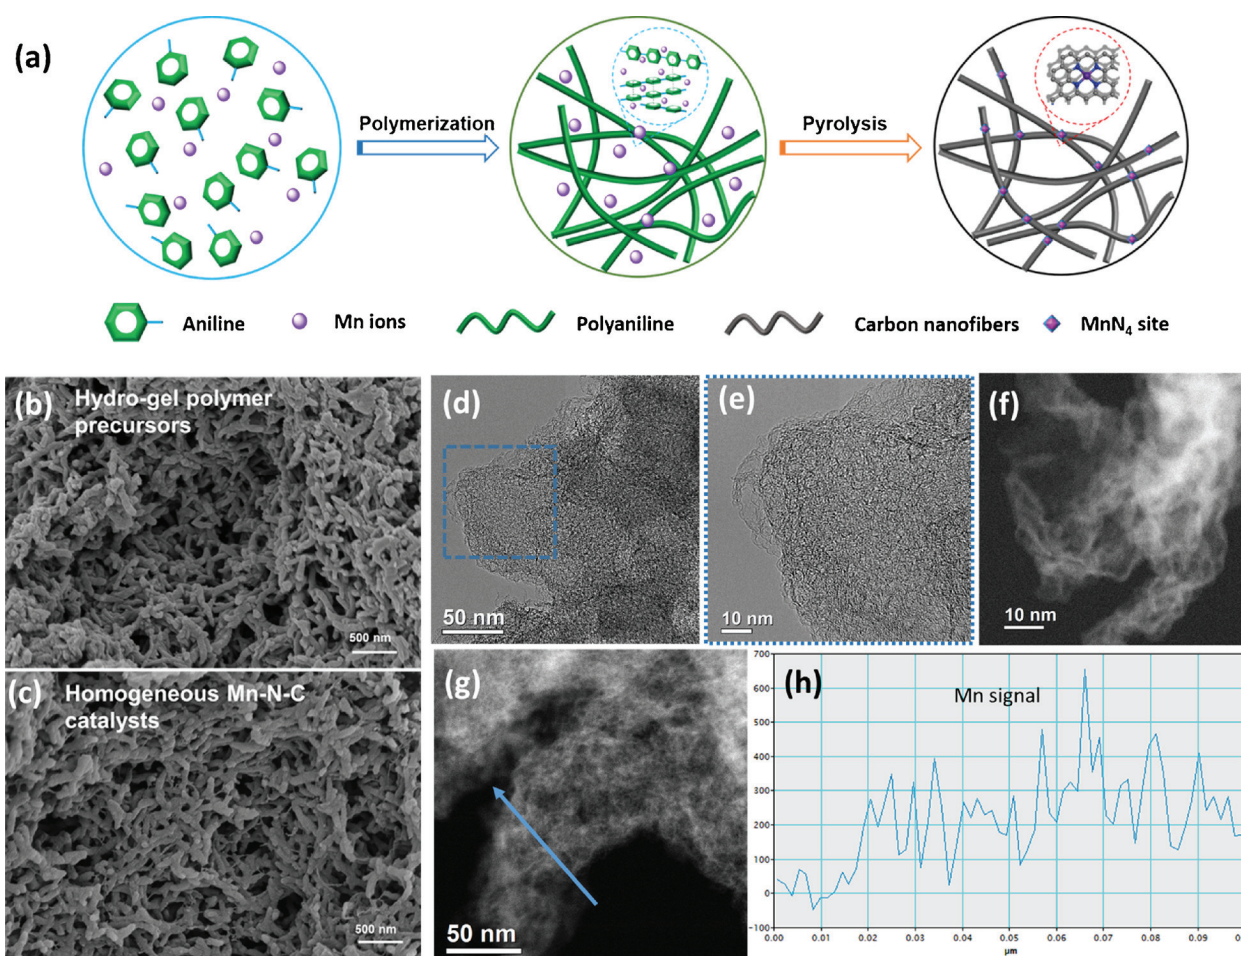 (a)
Polymerization
Pyrolysis
Aniline
Mn ions
Polyaniline
Carbon nanofibers
MnN₄ site
(b) Hydro-gel polymer
precursors
500 nm
(c) Homogeneous Mn-N-C
catalysts
500 nm
(d)
50 nm
(e)
10 nm
(f)
10 nm
(g)
50 nm
(h)
Mn signal
700
600
500
400
300
200
100
0
-100
0.00 0.01 0.02 0.03 0.04 0.05 0.06 0.07 0.08 0.09
µm